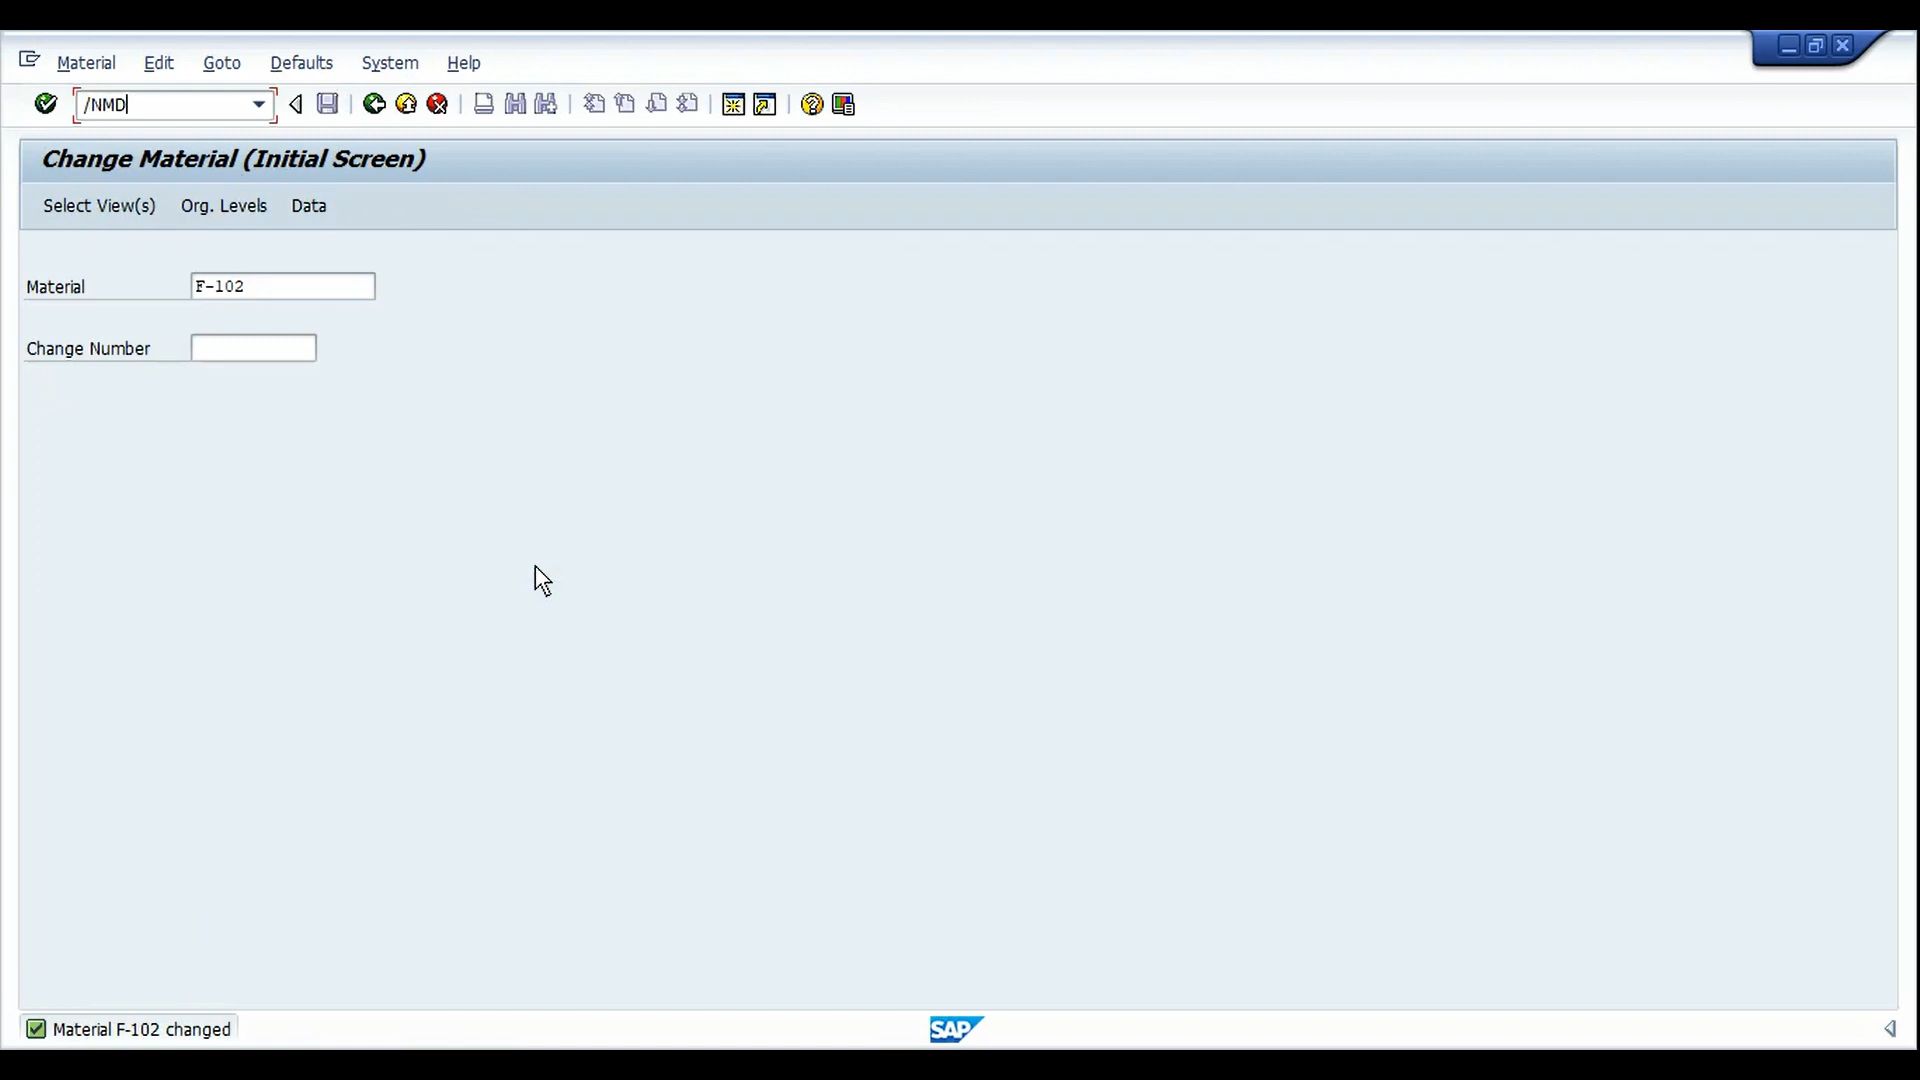 Material Edit Goto Defaults System Help
/NMD
Change Material (Initial Screen)
Select View(s) Org. Levels Data
Material F-102
Change Number
Material F-102 changed
SAP